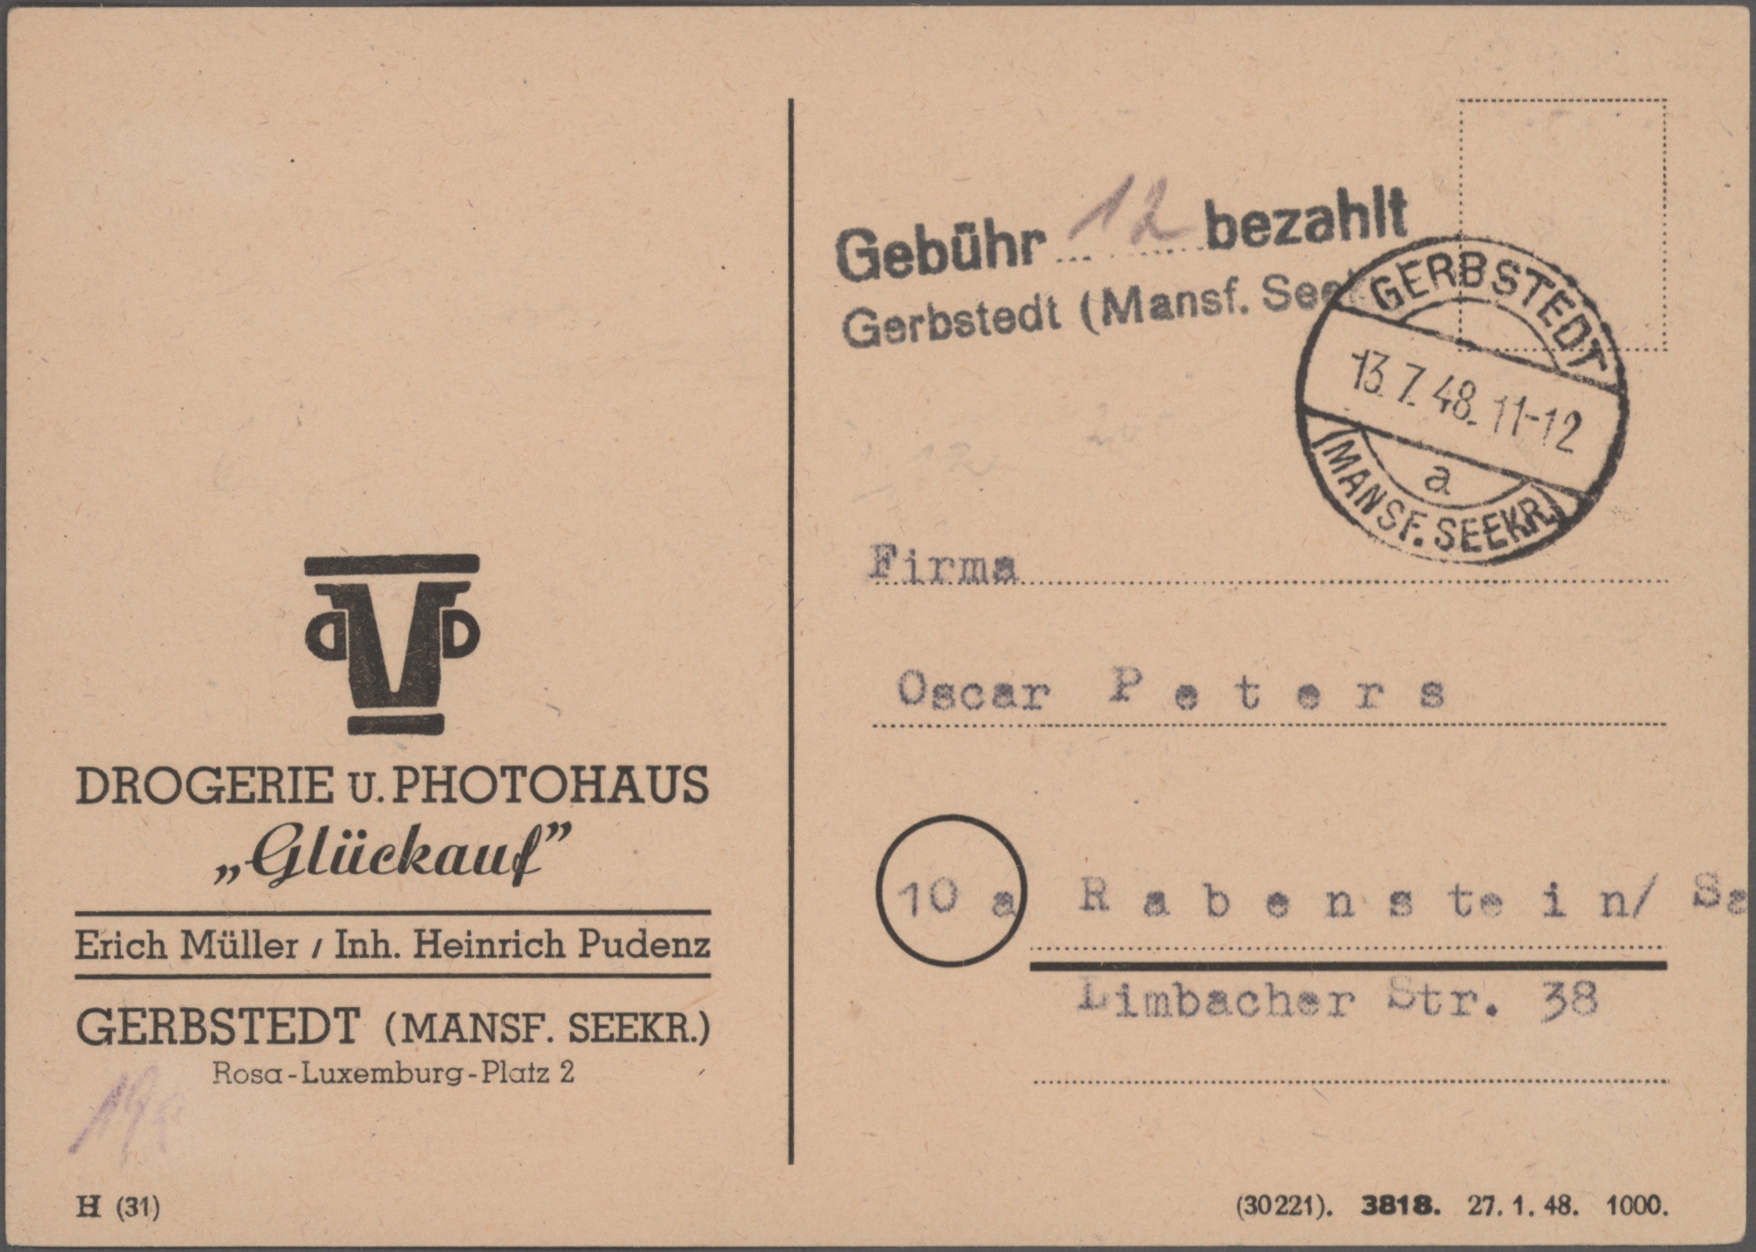 DROGERIE U. PHOTOHAUS
„Glückauf”
Erich Müller / Inh. Heinrich Pudenz
GERBSTEDT (MANSF. SEEKR.)
Rosa-Luxemburg-Platz 2
H (31)
Gebühr 12 bezahlt
Gerbstedt (Mansf. See
GERBSTEDT
13.7.48.11-12
a
(MANSF. SEEKR.)
Firma
Oscar Peters
10 a Rabenstein/ Sa
Limbacher Str. 38
(30221). 3818. 27. 1. 48. 1000.